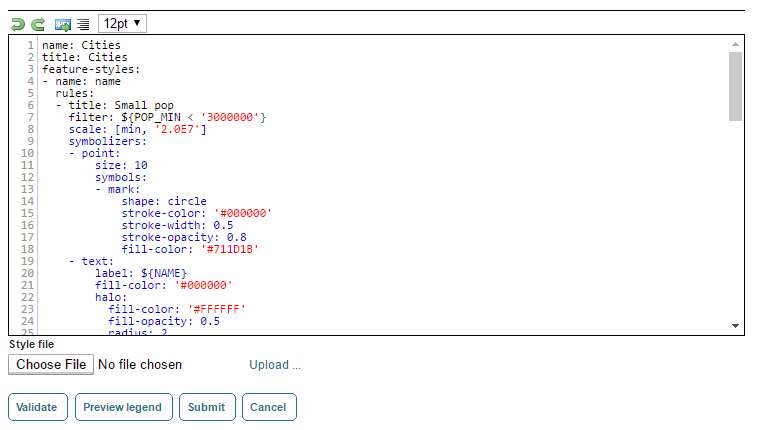 12pt
1 name: Cities
2 title: Cities
3 feature-styles:
4 - name: name
5 rules:
6 - title: Small pop
7 filter: ${POP_MIN < '3000000'}
8 scale: [min, '2.0E7']
9 symbolizers:
10 - point:
11 size: 10
12 symbols:
13 - mark:
14 shape: circle
15 stroke-color: '#000000'
16 stroke-width: 0.5
17 stroke-opacity: 0.8
18 fill-color: '#711D1B'
19 - text:
20 label: ${NAME}
21 fill-color: '#000000'
22 halo:
23 fill-color: '#FFFFFF'
24 fill-opacity: 0.5
25 radius: 2
Style file
Choose File No file chosen Upload ...
Validate Preview legend Submit Cancel